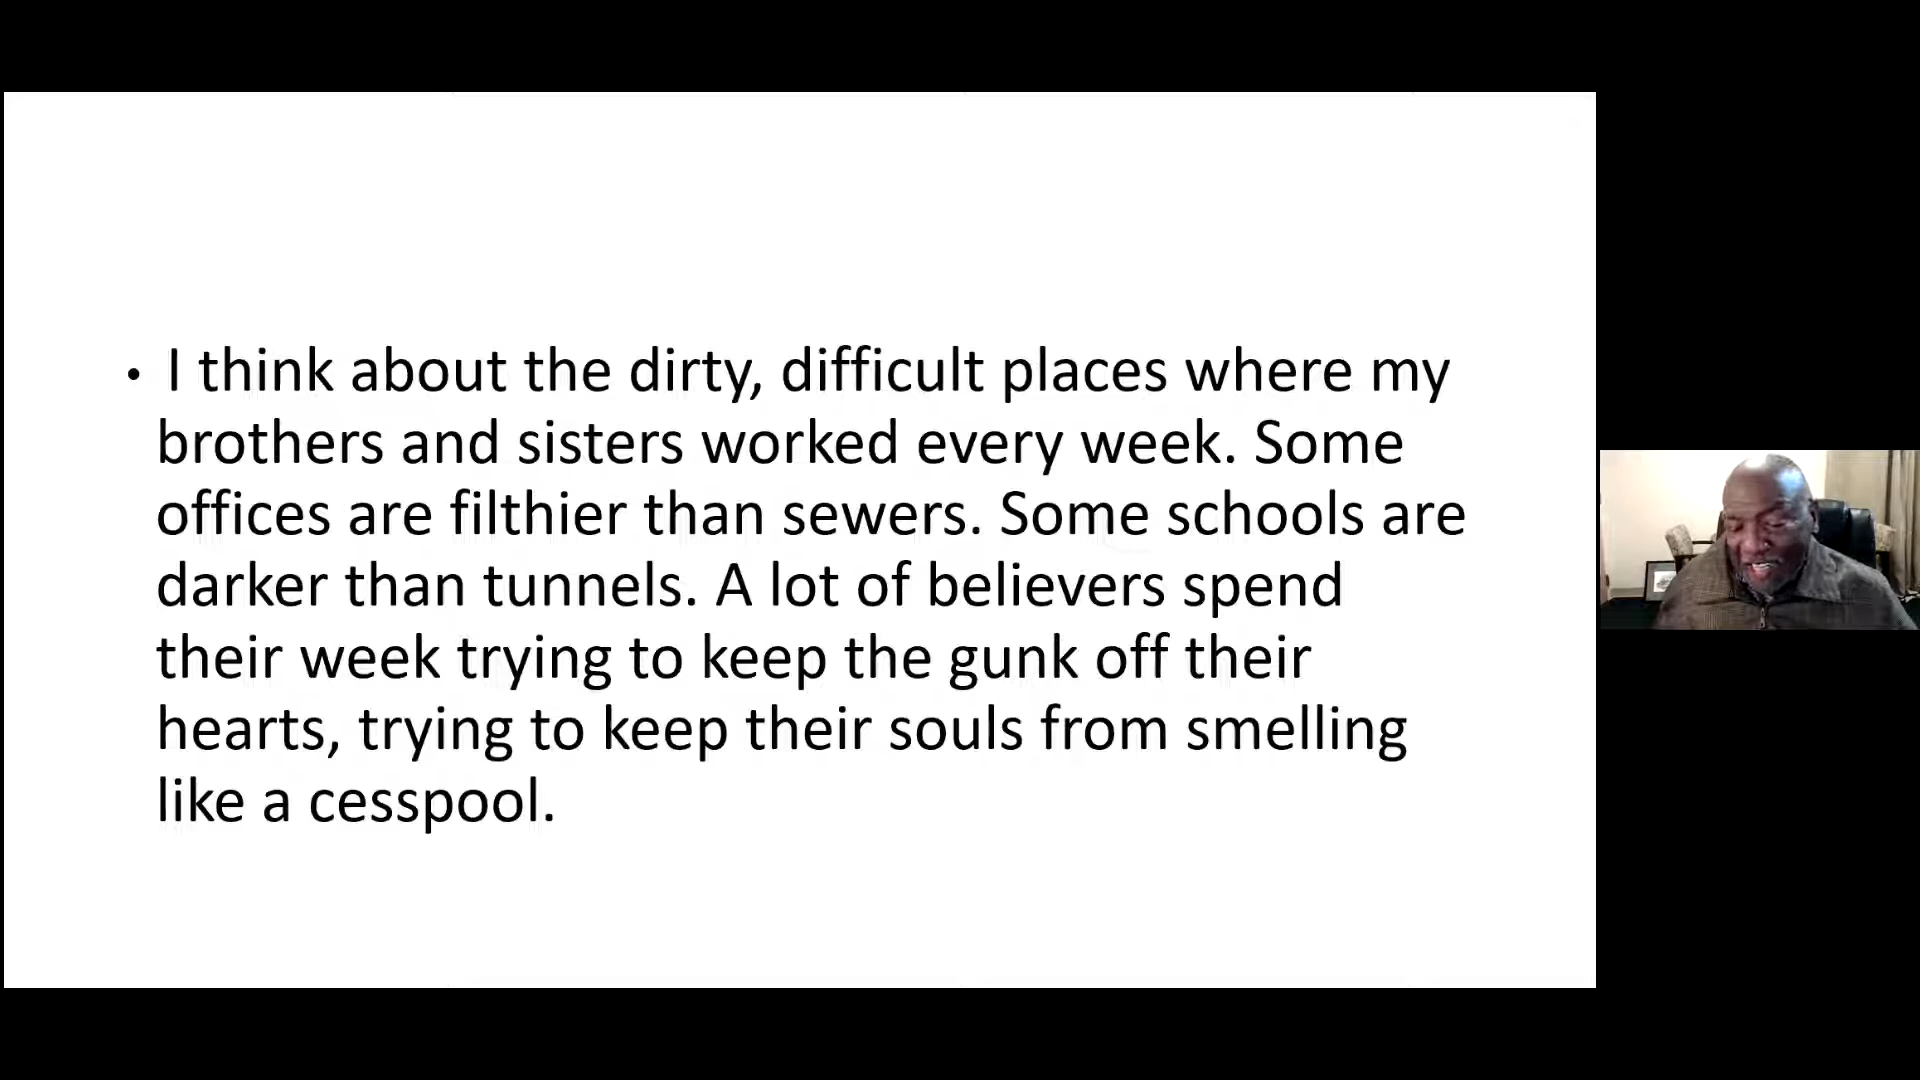 • I think about the dirty, difficult places where my
brothers and sisters worked every week. Some
offices are filthier than sewers. Some schools are
darker than tunnels. A lot of believers spend
their week trying to keep the gunk off their
hearts, trying to keep their souls from smelling
like a cesspool.